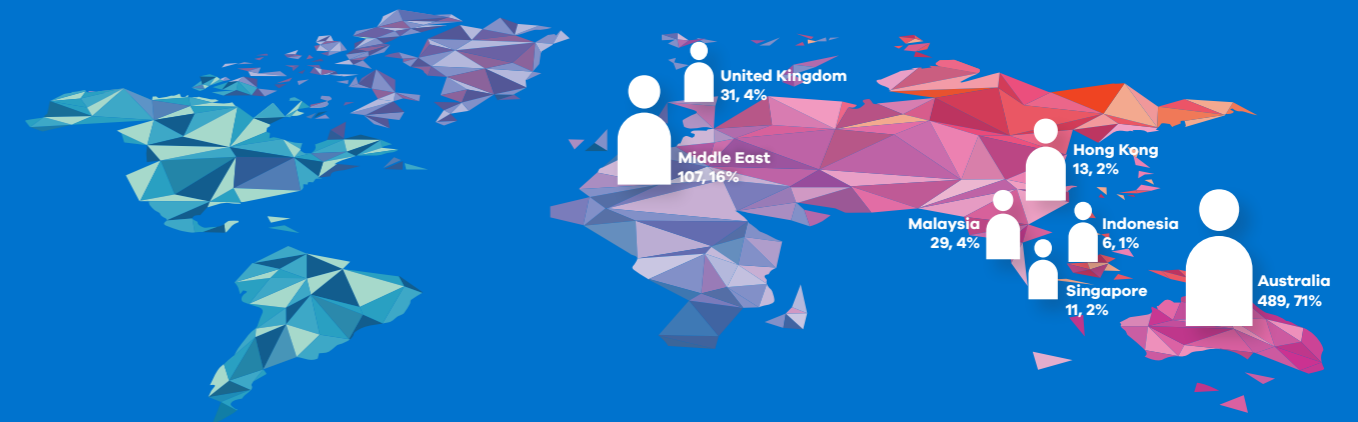 United Kingdom
31, 4%
Middle East
107, 16%
Hong Kong
13, 2%
Malaysia
29, 4%
Indonesia
6, 1%
Singapore
11, 2%
Australia
489, 71%